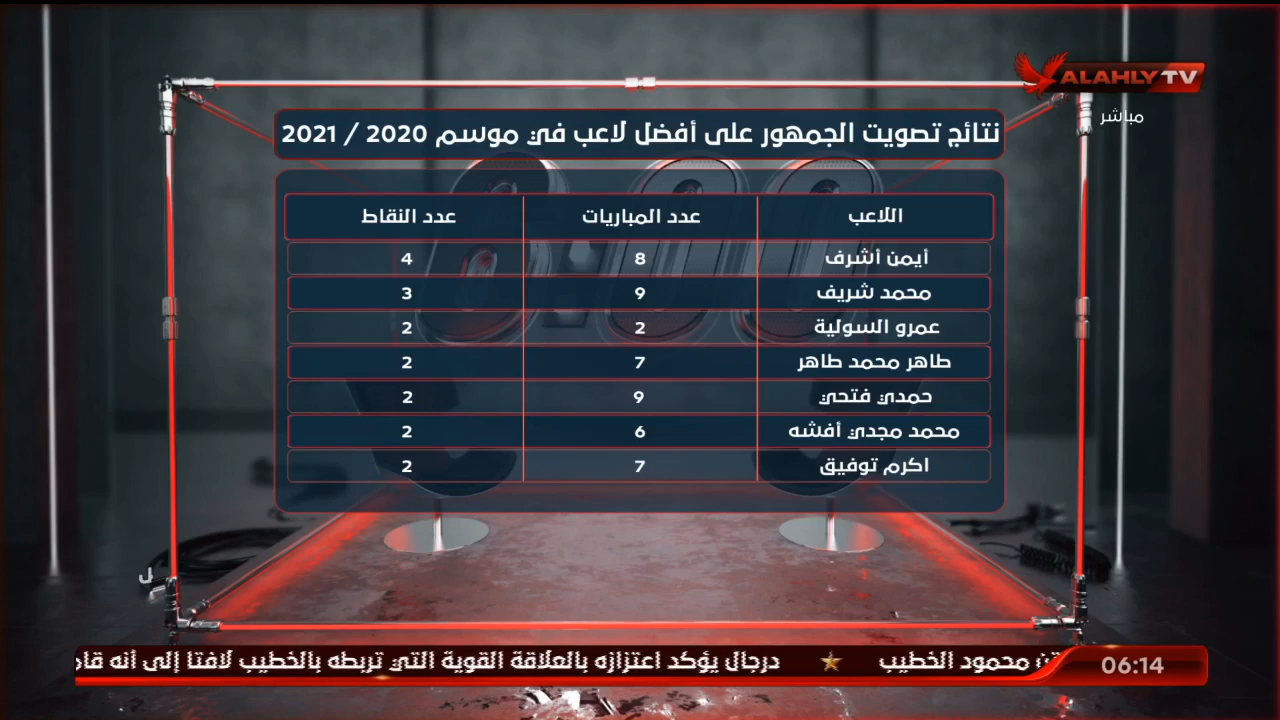 ALAHLY TV
مباشر
نتائج تصويت الجمهور على أفضل لاعب في موسم 2020 / 2021
اللاعب عدد المباريات عدد النقاط
أيمن أشرف 8 4
محمد شريف 9 3
عمرو السولية 2 2
طاهر محمد طاهر 7 2
حمدي فتحي 9 2
محمد مجدي أفشه 6 2
اكرم توفيق 7 2
محمود الخطيب ★ درجال يؤكد اعتزازه بالعلاقة القوية التي تربطه بالخطيب لافتا إلى أنه
06:14